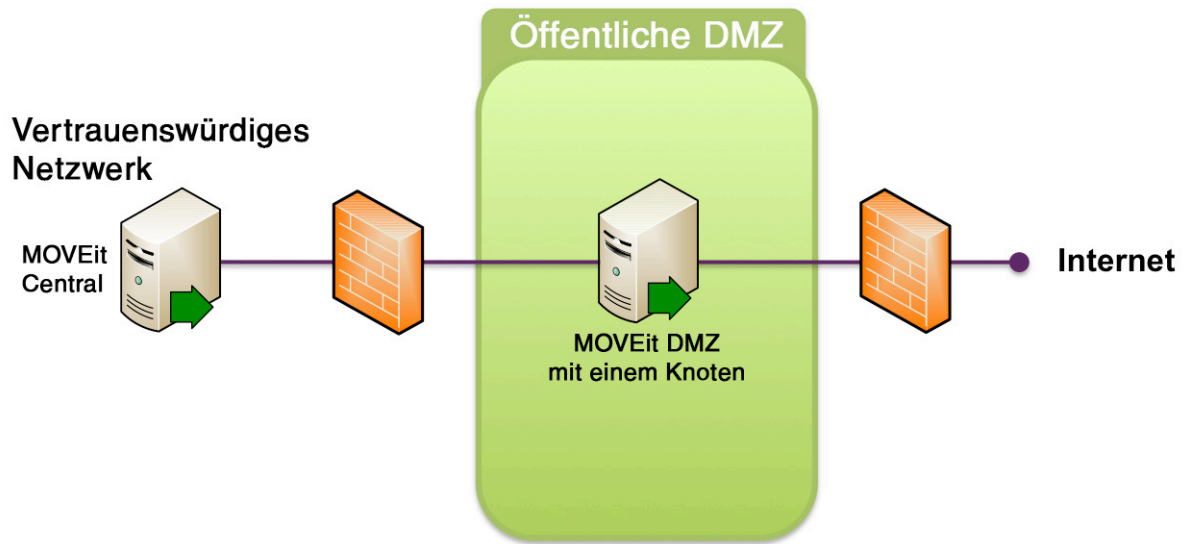 Öffentliche DMZ
Vertrauenswürdiges
Netzwerk
MOVEit
Central
MOVEit DMZ
mit einem Knoten
Internet